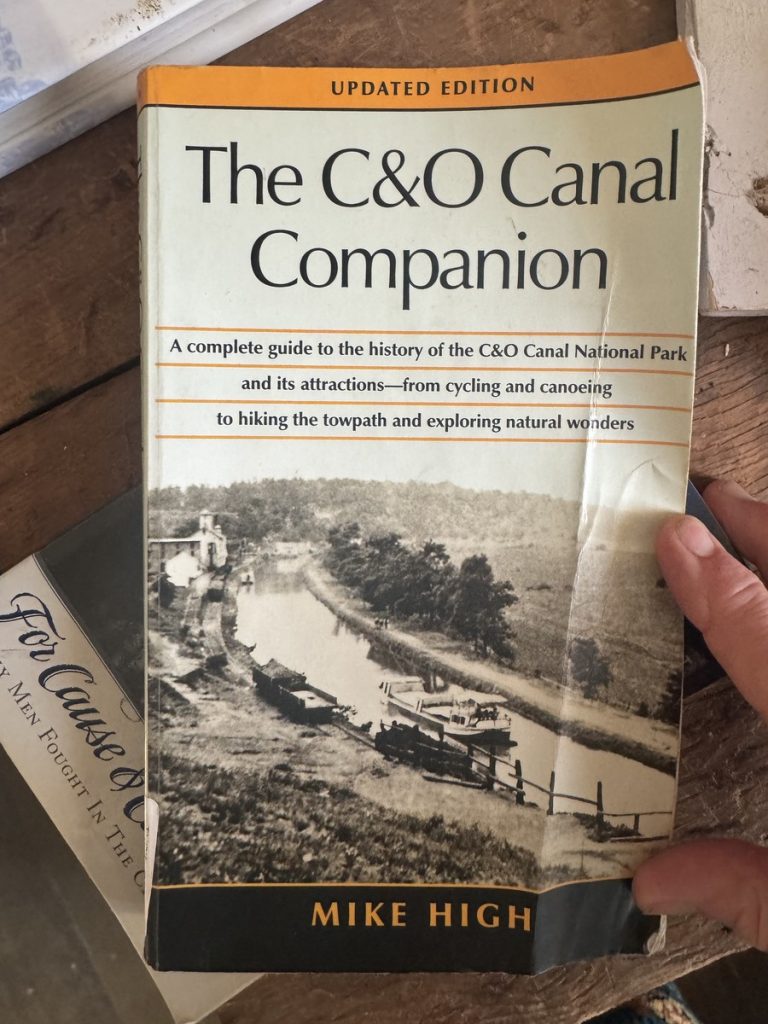 UPDATED EDITION
The C&O Canal
Companion
A complete guide to the history of the C&O Canal National Park
and its attractions—from cycling and canoeing
to hiking the towpath and exploring natural wonders
MIKE HIGH
For Cause &
MEN FOUGHT IN THE